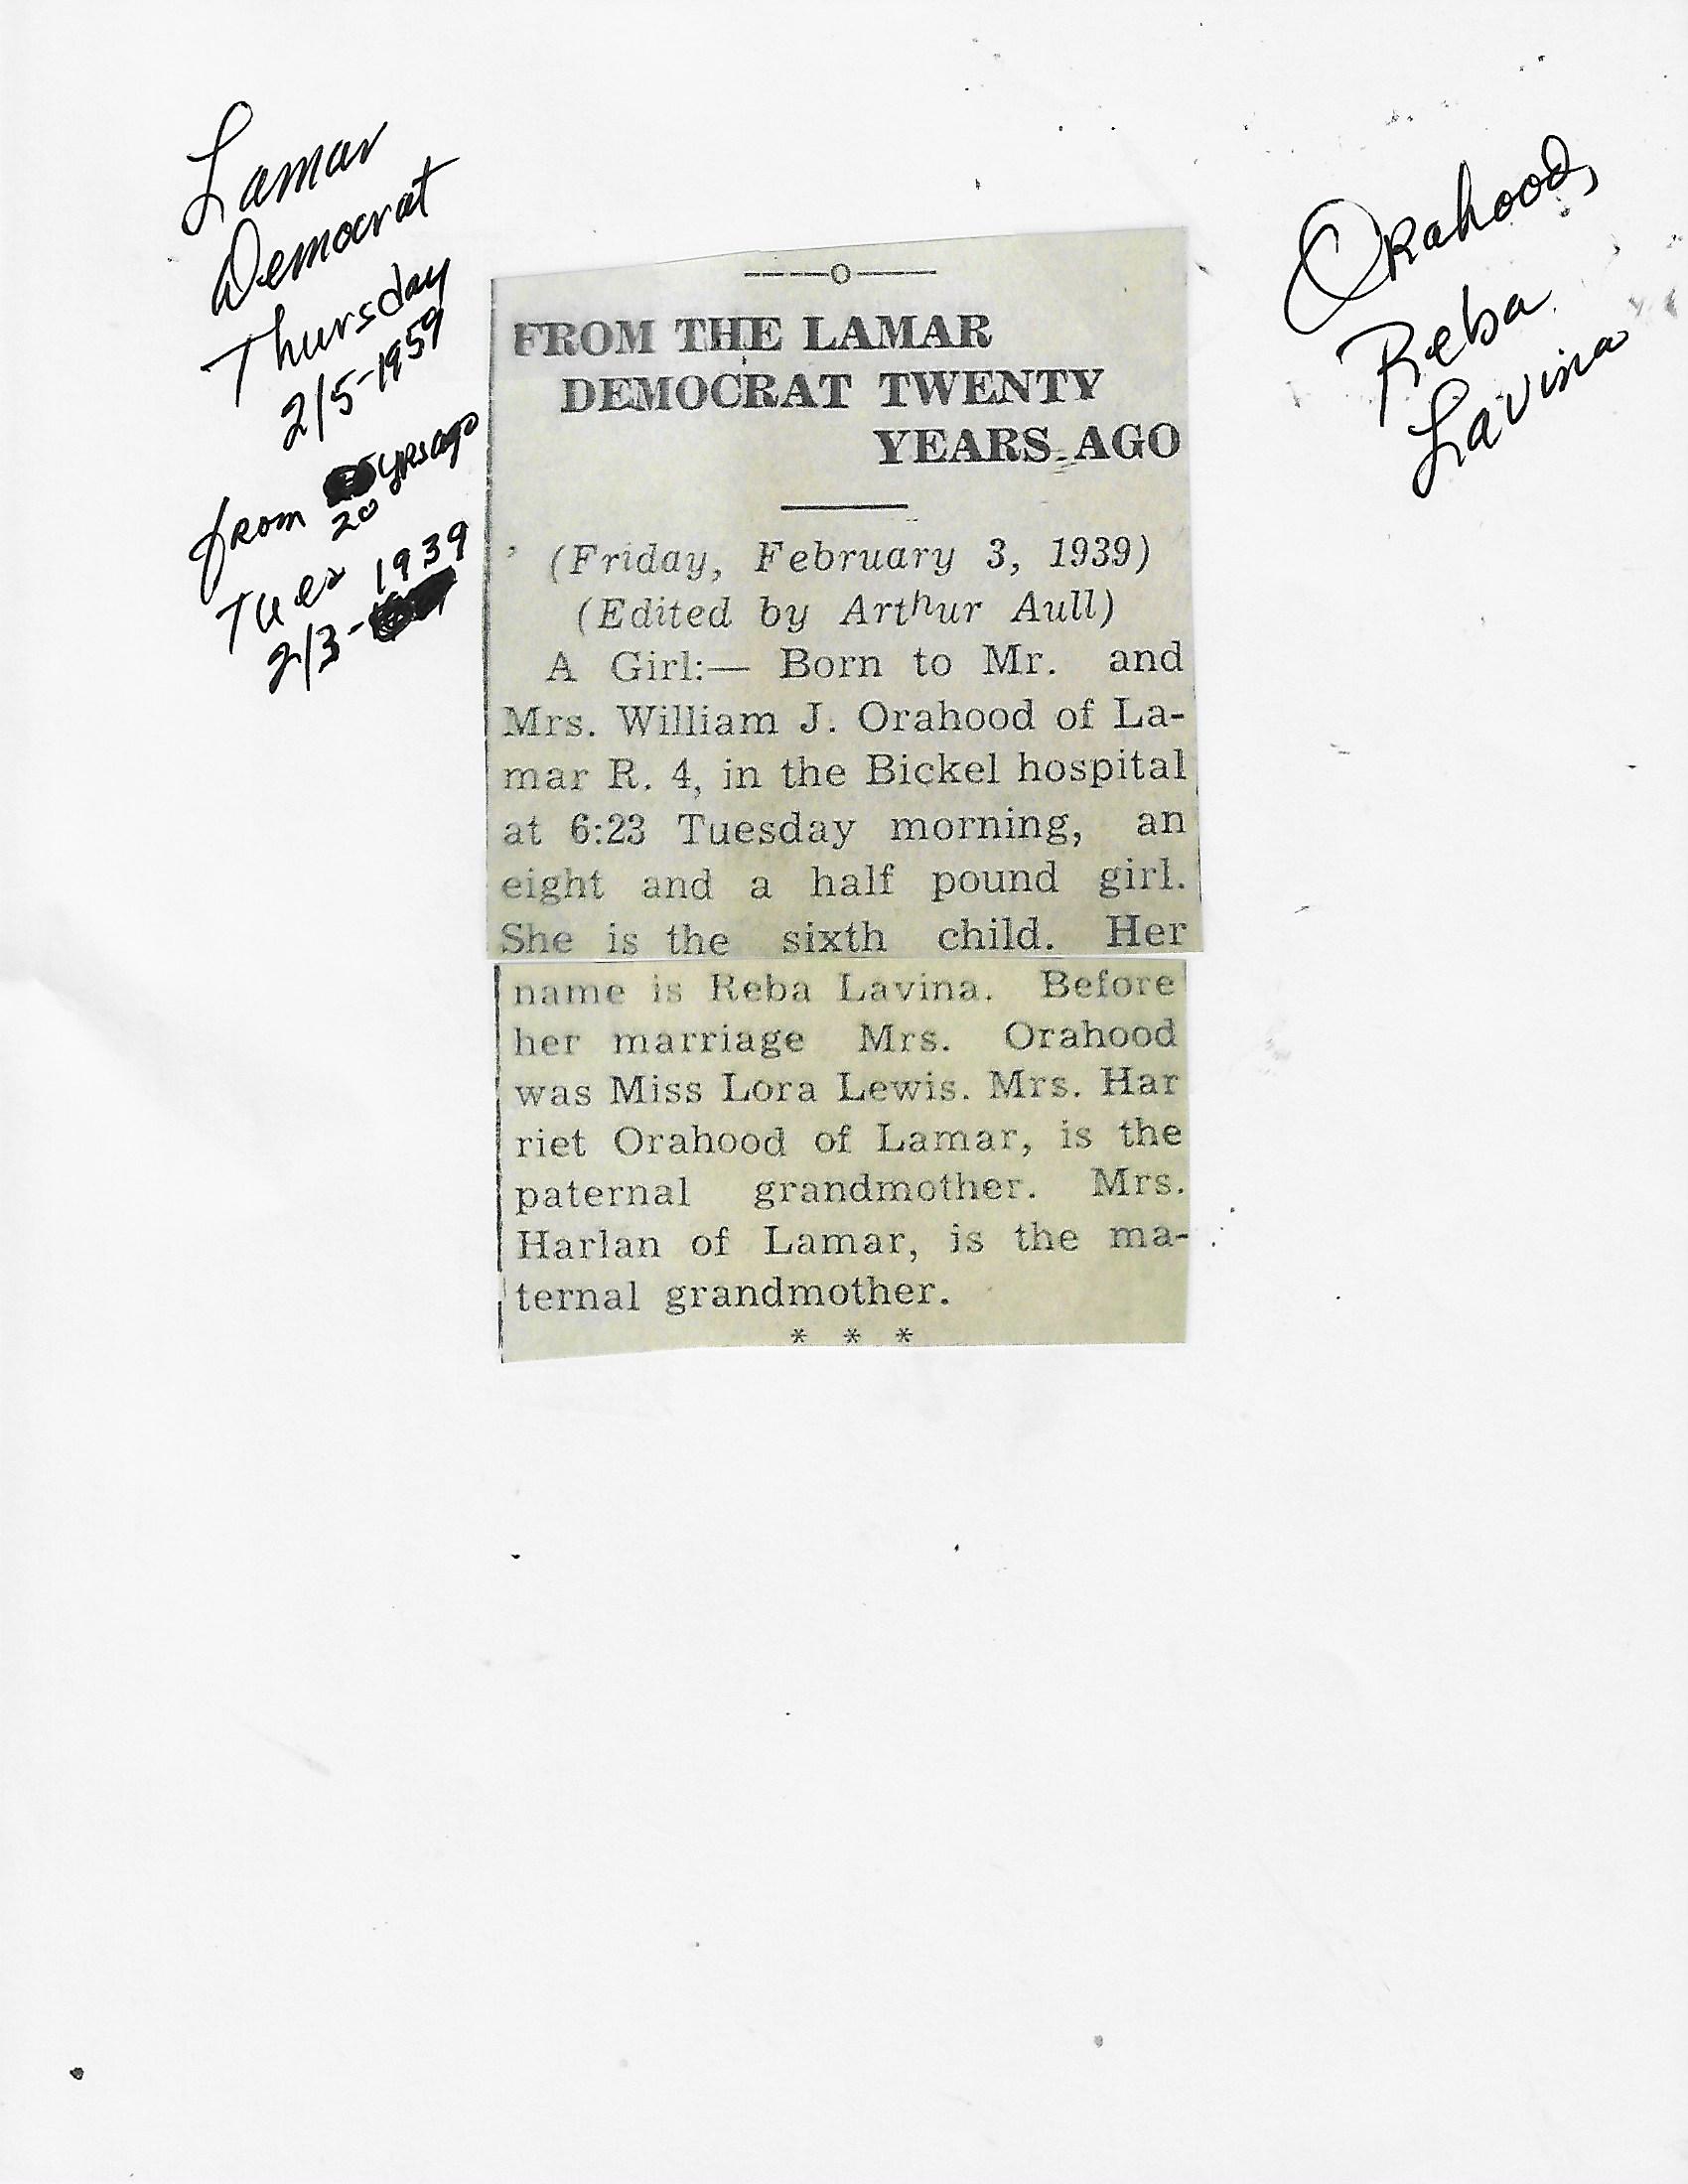 Lamar
Democrat
Thursday
2/5-1959
from yrs ago
20
Tues 1939
2/3-
Orahood,
Reba
Lavina
----o----
FROM THE LAMAR
DEMOCRAT TWENTY
YEARS AGO
(Friday, February 3, 1939)
(Edited by Arthur Aull)
A Girl:— Born to Mr. and
Mrs. William J. Orahood of La-
mar R. 4, in the Bickel hospital
at 6:23 Tuesday morning, an
eight and a half pound girl.
She is the sixth child. Her
name is Reba Lavina. Before
her marriage Mrs. Orahood
was Miss Lora Lewis. Mrs. Har
riet Orahood of Lamar, is the
paternal grandmother. Mrs.
Harlan of Lamar, is the ma-
ternal grandmother.
* * *